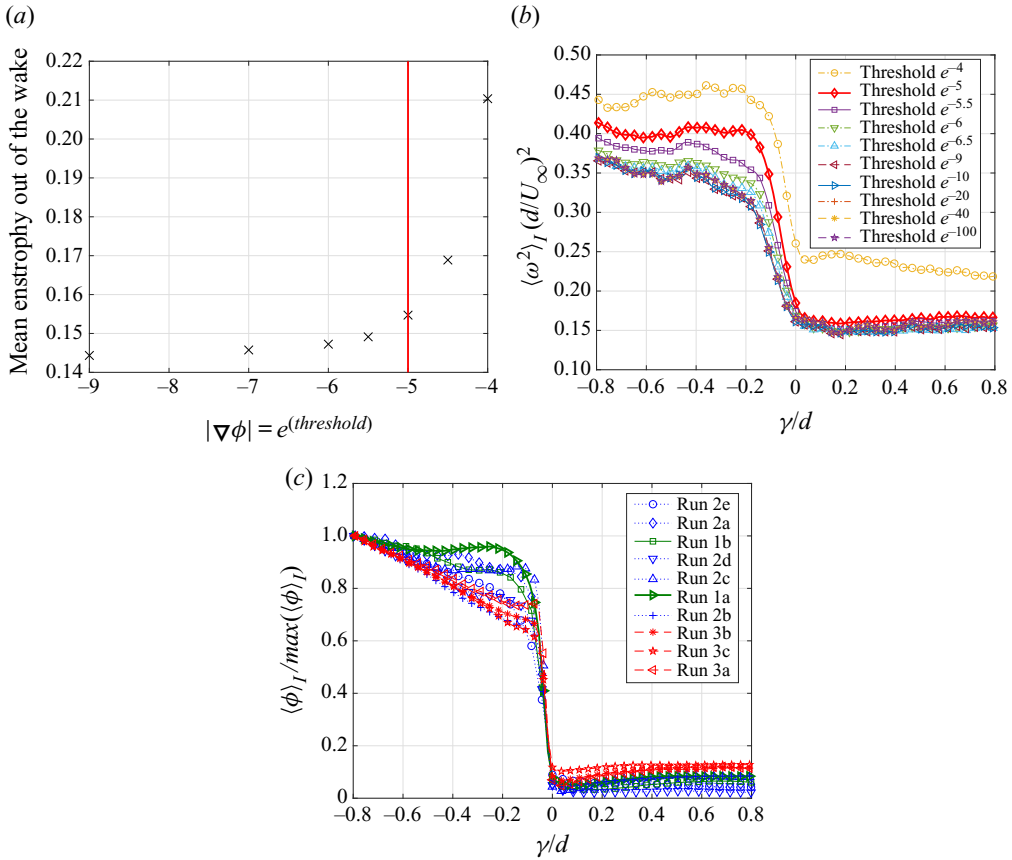 (a)
0.22
0.21
0.20
0.19
0.18
0.17
0.16
0.15
0.14
Mean enstrophy out of the wake
−9
−8
−7
−6
−5
−4
|∇ϕ| = e^(threshold)
(b)
0.50
0.45
0.40
0.35
0.30
0.25
0.20
0.15
0.10
⟨ω²⟩_I (d/U_∞)²
Threshold e^−4
Threshold e^−5
Threshold e^−5.5
Threshold e^−6
Threshold e^−6.5
Threshold e^−9
Threshold e^−10
Threshold e^−20
Threshold e^−40
Threshold e^−100
−0.8
−0.6
−0.4
−0.2
0
0.2
0.4
0.6
0.8
γ/d
(c)
1.2
1.0
0.8
0.6
0.4
0.2
0
⟨ϕ⟩_I/max(⟨ϕ⟩_I)
Run 2e
Run 2a
Run 1b
Run 2d
Run 2c
Run 1a
Run 2b
Run 3b
Run 3c
Run 3a
−0.8
−0.6
−0.4
−0.2
0
0.2
0.4
0.6
0.8
γ/d